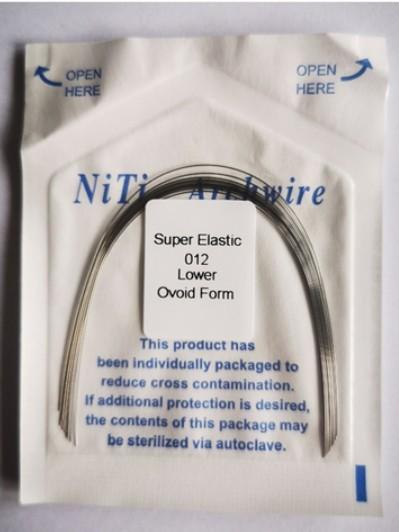 OPEN HERE
OPEN HERE
NiTi Archwire
Super Elastic
012
Lower
Ovoid Form
This product has
been individually packaged to
reduce cross contamination.
If additional protection is desired,
the contents of this package may
be sterilized via autoclave.